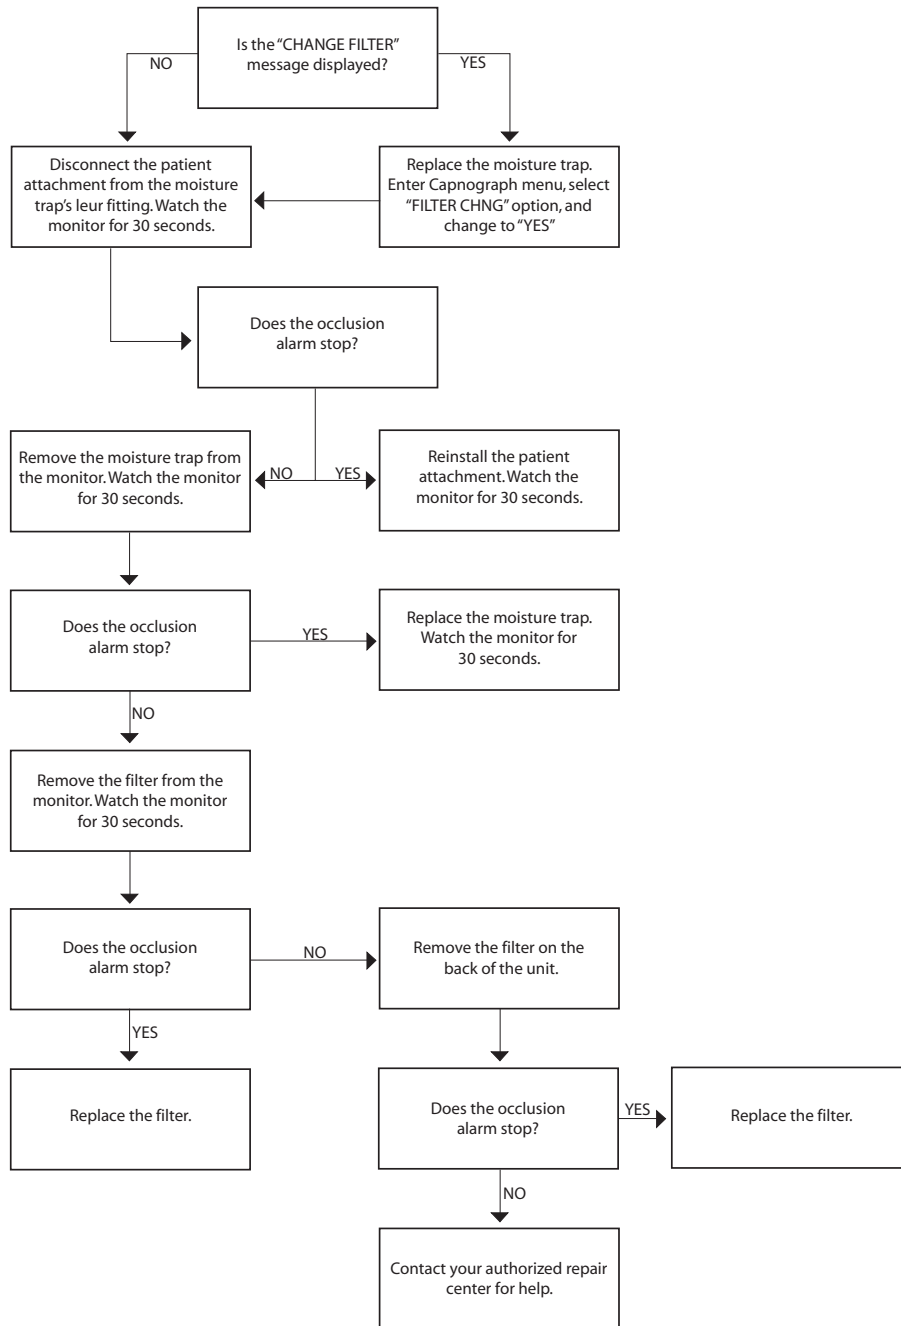 Is the “CHANGE FILTER”
message displayed?
NO
YES
Disconnect the patient
attachment from the moisture
trap’s leur fitting. Watch the
monitor for 30 seconds.
Replace the moisture trap.
Enter Capnograph menu, select
“FILTER CHNG” option, and
change to “YES”
Does the occlusion
alarm stop?
Remove the moisture trap from
the monitor. Watch the monitor
for 30 seconds.
NO
YES
Reinstall the patient
attachment. Watch the
monitor for 30 seconds.
Does the occlusion
alarm stop?
YES
Replace the moisture trap.
Watch the monitor for
30 seconds.
NO
Remove the filter from the
monitor. Watch the monitor
for 30 seconds.
Does the occlusion
alarm stop?
NO
Remove the filter on the
back of the unit.
YES
Replace the filter.
Does the occlusion
alarm stop?
YES
Replace the filter.
NO
Contact your authorized repair
center for help.